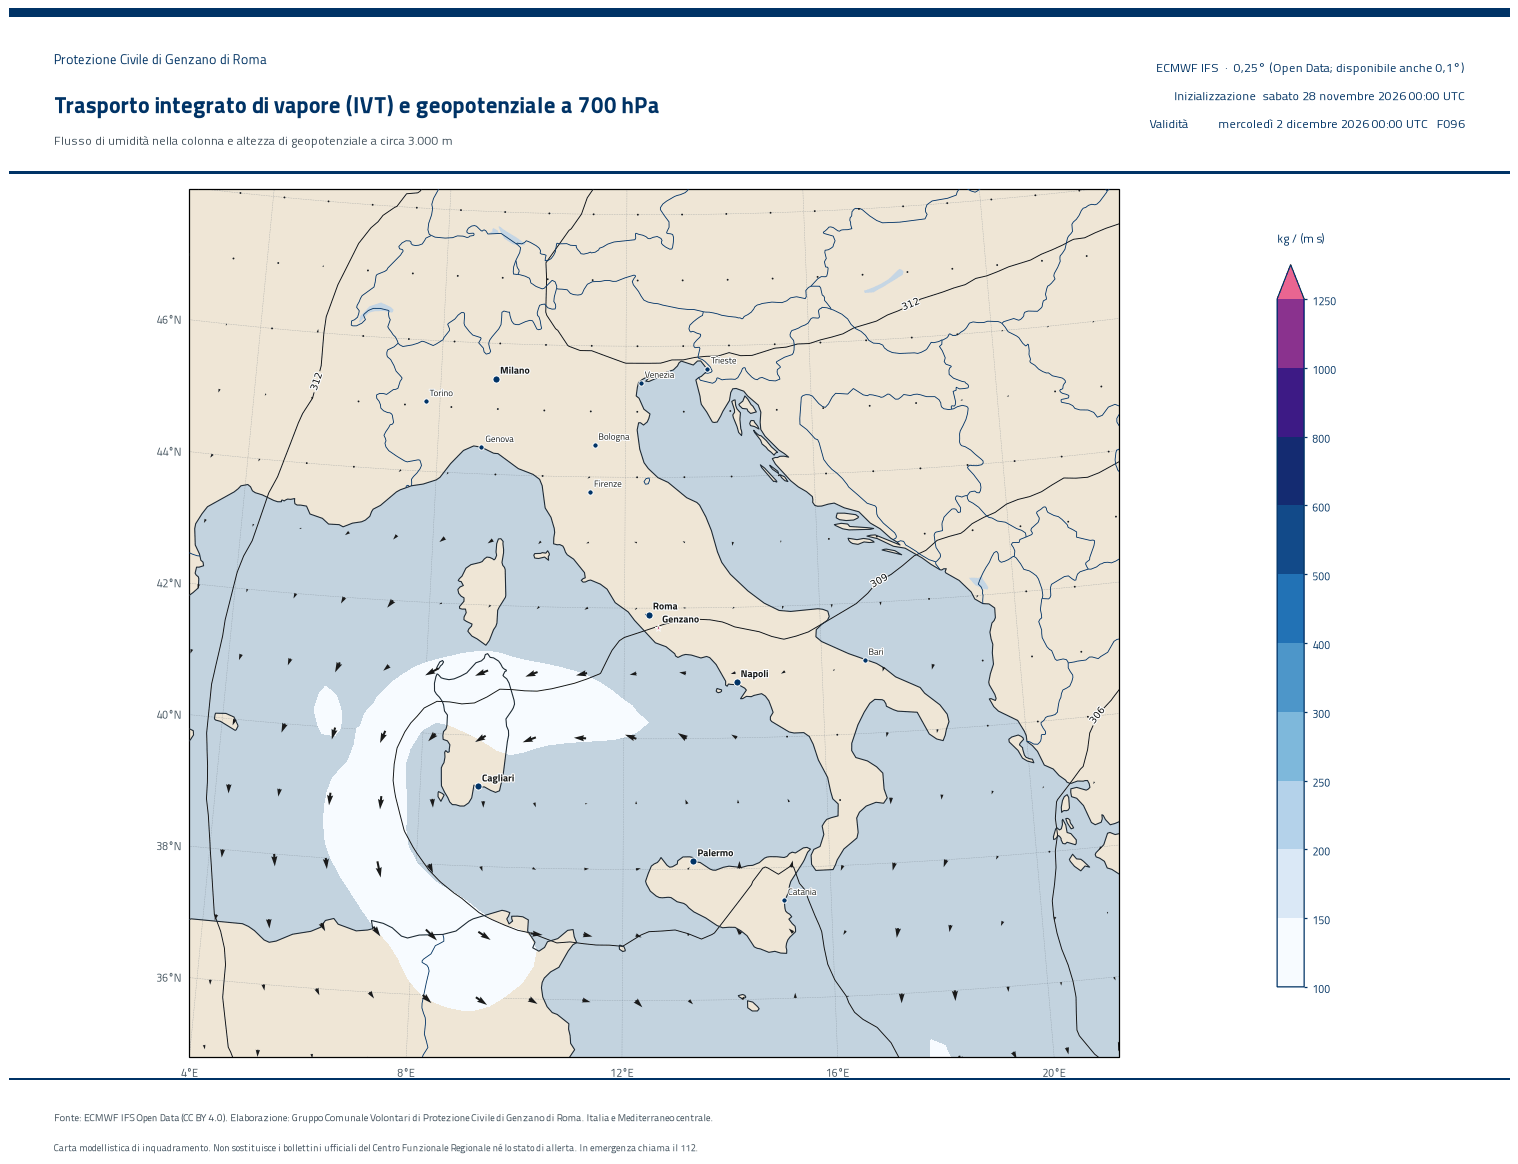 Protezione Civile di Genzano di Roma
Trasporto integrato di vapore (IVT) e geopotenziale a 700 hPa
Flusso di umidità nella colonna e altezza di geopotenziale a circa 3.000 m
ECMWF IFS · 0,25° (Open Data; disponibile anche 0,1°)
Inizializzazione sabato 28 novembre 2026 00:00 UTC
Validità mercoledì 2 dicembre 2026 00:00 UTC F096
kg / (m s)
1250
1000
800
600
500
400
300
250
200
150
100
46°N
44°N
42°N
40°N
38°N
36°N
4°E
8°E
12°E
16°E
20°E
312
312
309
306
Milano
Torino
Venezia
Trieste
Genova
Bologna
Firenze
Roma
Genzano
Napoli
Bari
Cagliari
Palermo
Catania
Fonte: ECMWF IFS Open Data (CC BY 4.0). Elaborazione: Gruppo Comunale Volontari di Protezione Civile di Genzano di Roma. Italia e Mediterraneo centrale.
Carta modellistica di inquadramento. Non sostituisce i bollettini ufficiali del Centro Funzionale Regionale né lo stato di allerta. In emergenza chiama il 112.